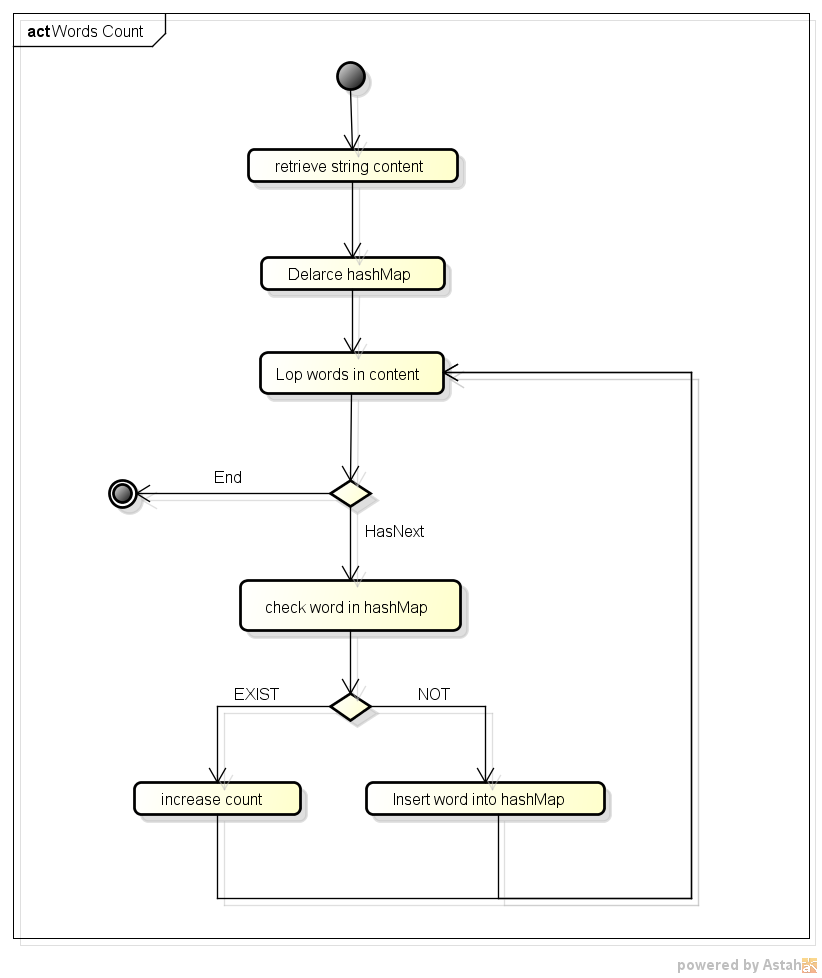 act Words Count
retrieve string content
Delarce hashMap
Lop words in content
End
HasNext
check word in hashMap
EXIST
NOT
increase count
Insert word into hashMap
powered by Astah